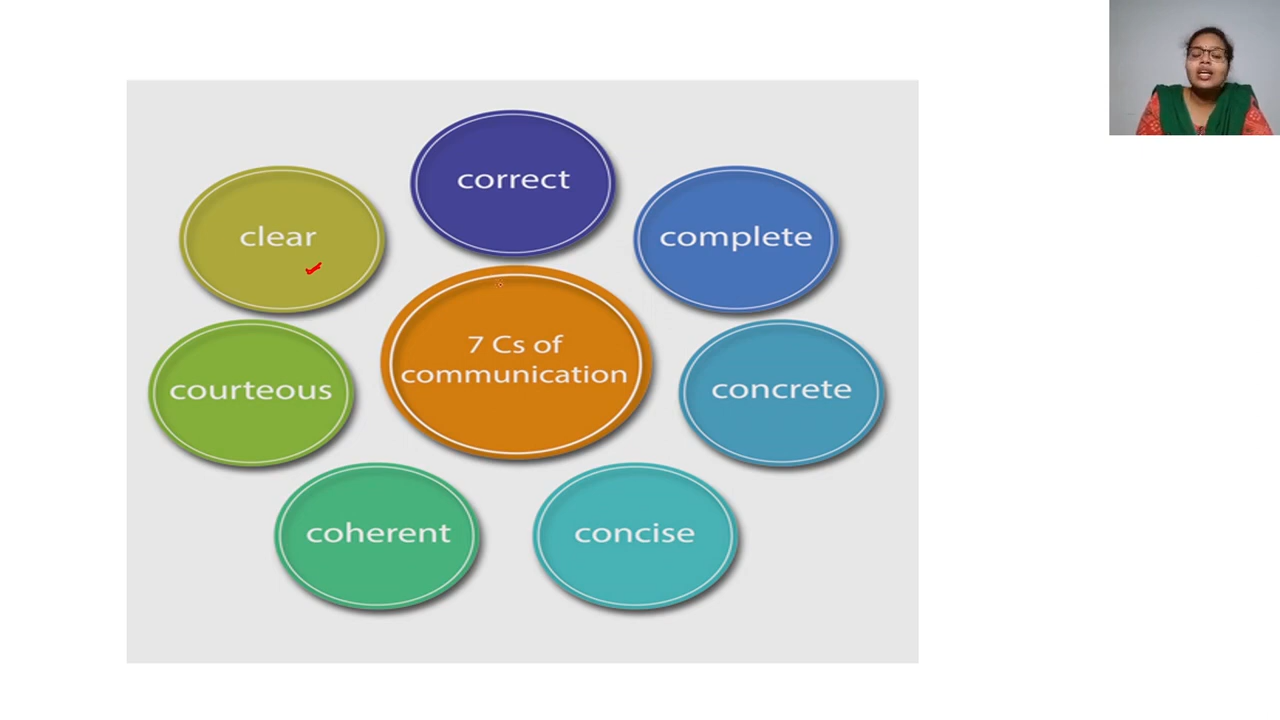 correct
clear
complete
7 Cs of
communication
courteous
concrete
coherent
concise